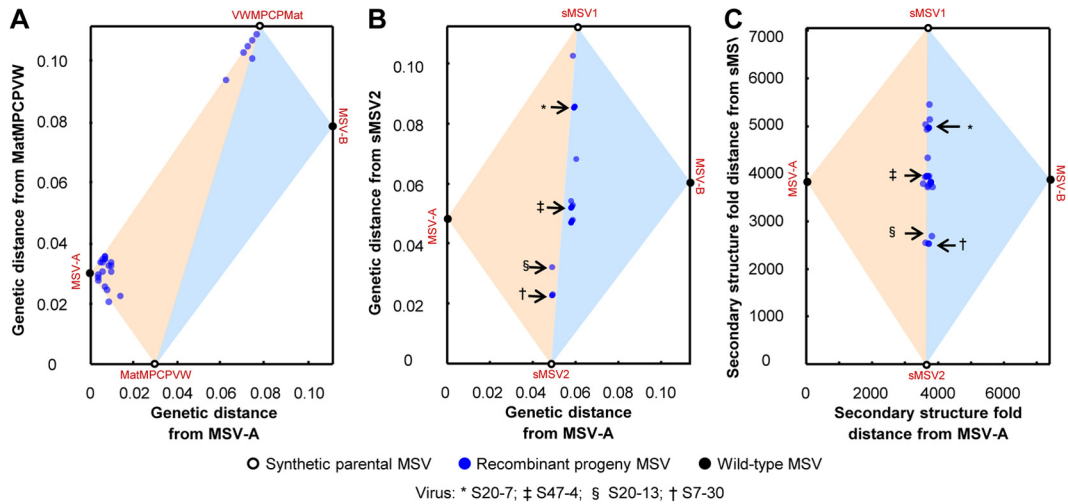 A
VWMPCPMat
Genetic distance from MatMPCPVW
0.10
0.08
0.06
0.04
0.02
0
MSV-A
MSV-B
MatMPCPVW
0 0.02 0.04 0.06 0.08 0.10
Genetic distance
from MSV-A
B
sMSV1
Genetic distance from sMSV2
0.10
0.08
0.06
0.04
0.02
0
MSV-A
MSV-B
*
‡
§
†
sMSV2
0 0.02 0.04 0.06 0.08 0.10
Genetic distance
from MSV-A
C
sMSV1
Secondary structure fold distance from sMS\
7000
6000
5000
4000
3000
2000
1000
0
MSV-A
MSV-B
*
‡
§
†
sMSV2
0 2000 4000 6000
Secondary structure fold
distance from MSV-A
Synthetic parental MSV Recombinant progeny MSV Wild-type MSV
Virus: * S20-7; ‡ S47-4; § S20-13; † S7-30